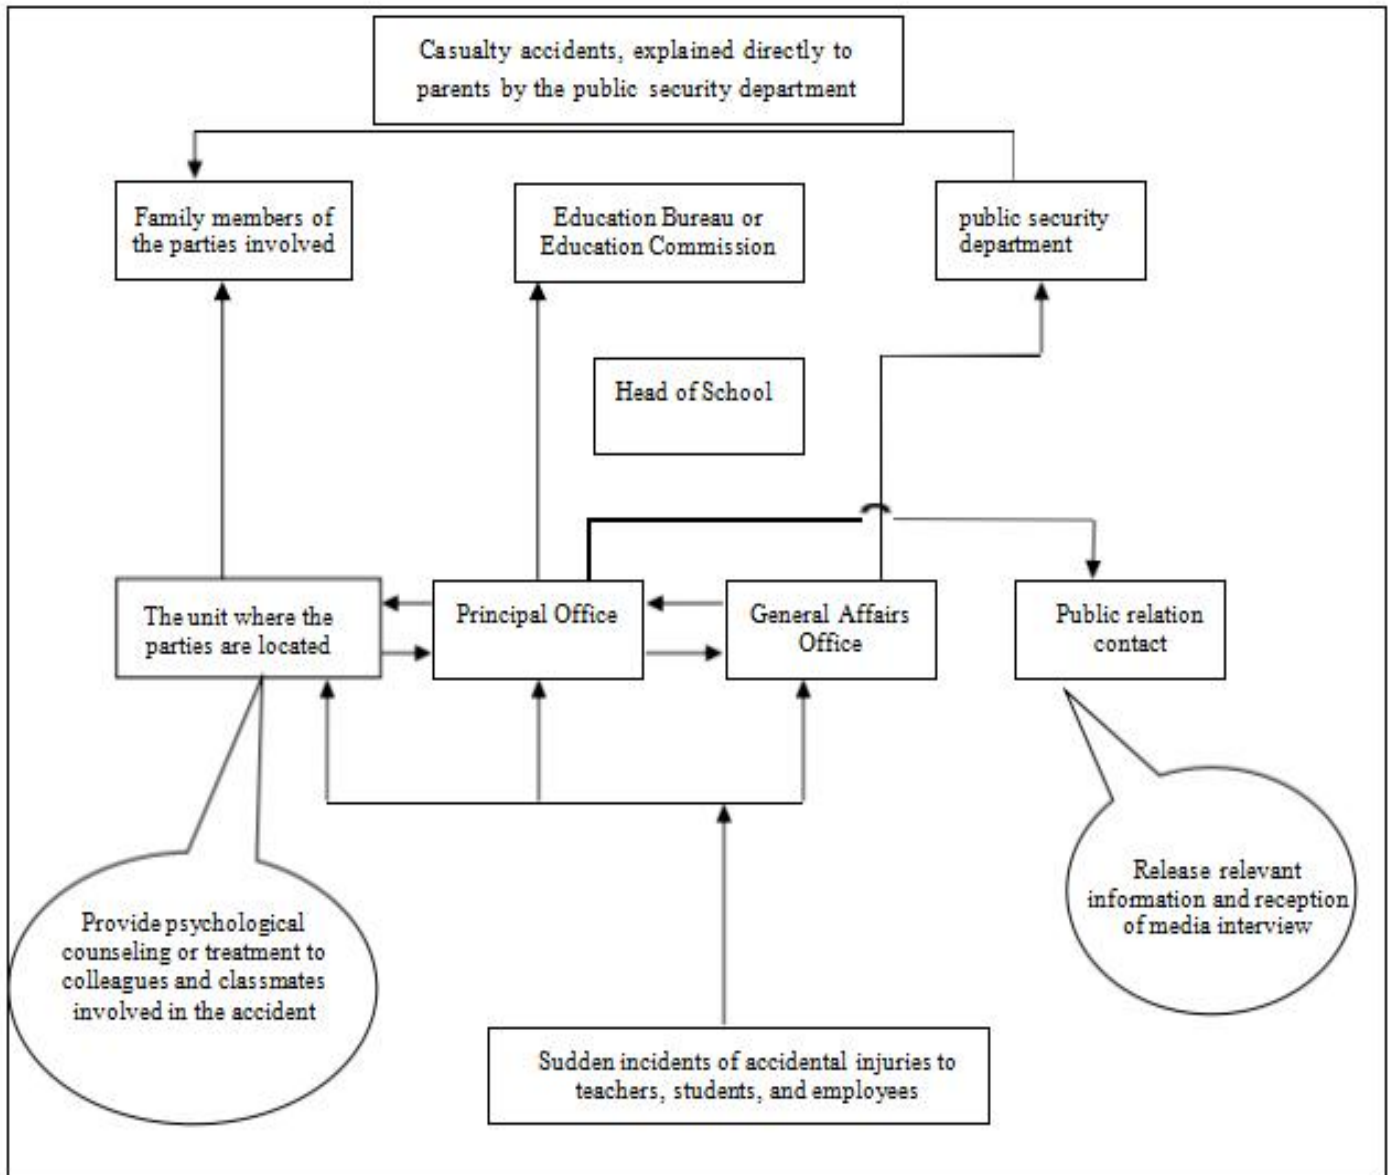 Casualty accidents, explained directly to
parents by the public security department
Family members of
the parties involved
Education Bureau or
Education Commission
public security
department
Head of School
The unit where the
parties are located
Principal Office
General Affairs
Office
Public relation
contact
Provide psychological
counseling or treatment to
colleagues and classmates
involved in the accident
Release relevant
information and reception
of media interview
Sudden incidents of accidental injuries to
teachers, students, and employees